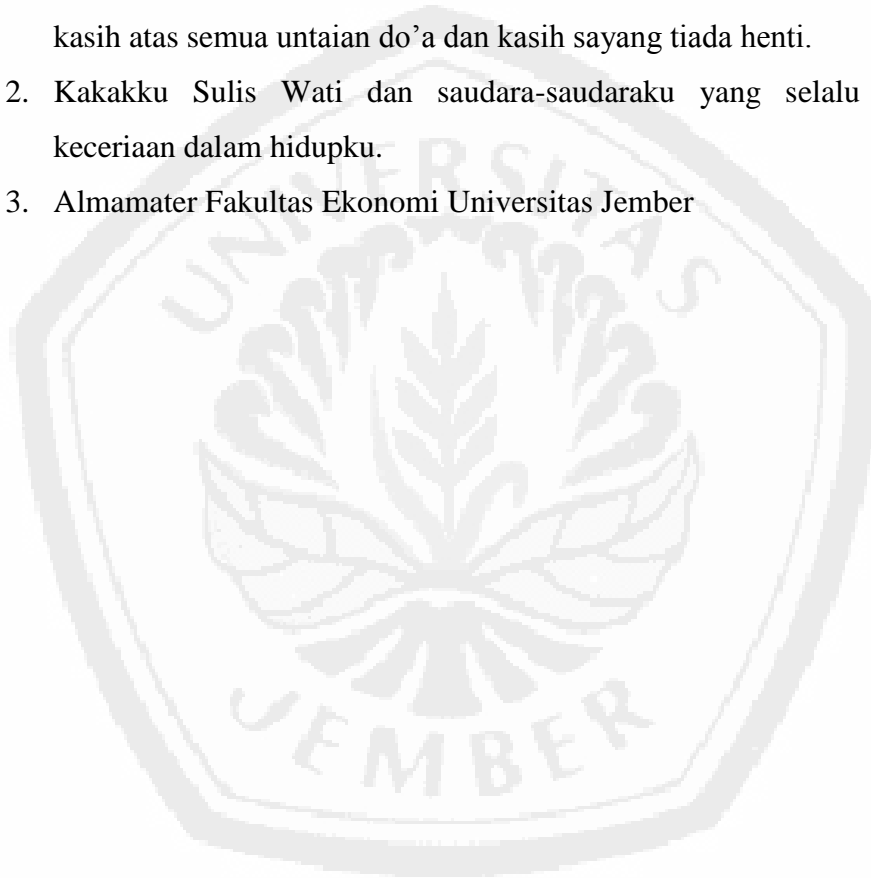 kasih atas semua untaian do’a dan kasih sayang tiada henti.
2. Kakakku Sulis Wati dan saudara-saudaraku yang selalu
keceriaan dalam hidupku.
3. Almamater Fakultas Ekonomi Universitas Jember
UNIVERSITAS
JEMBER